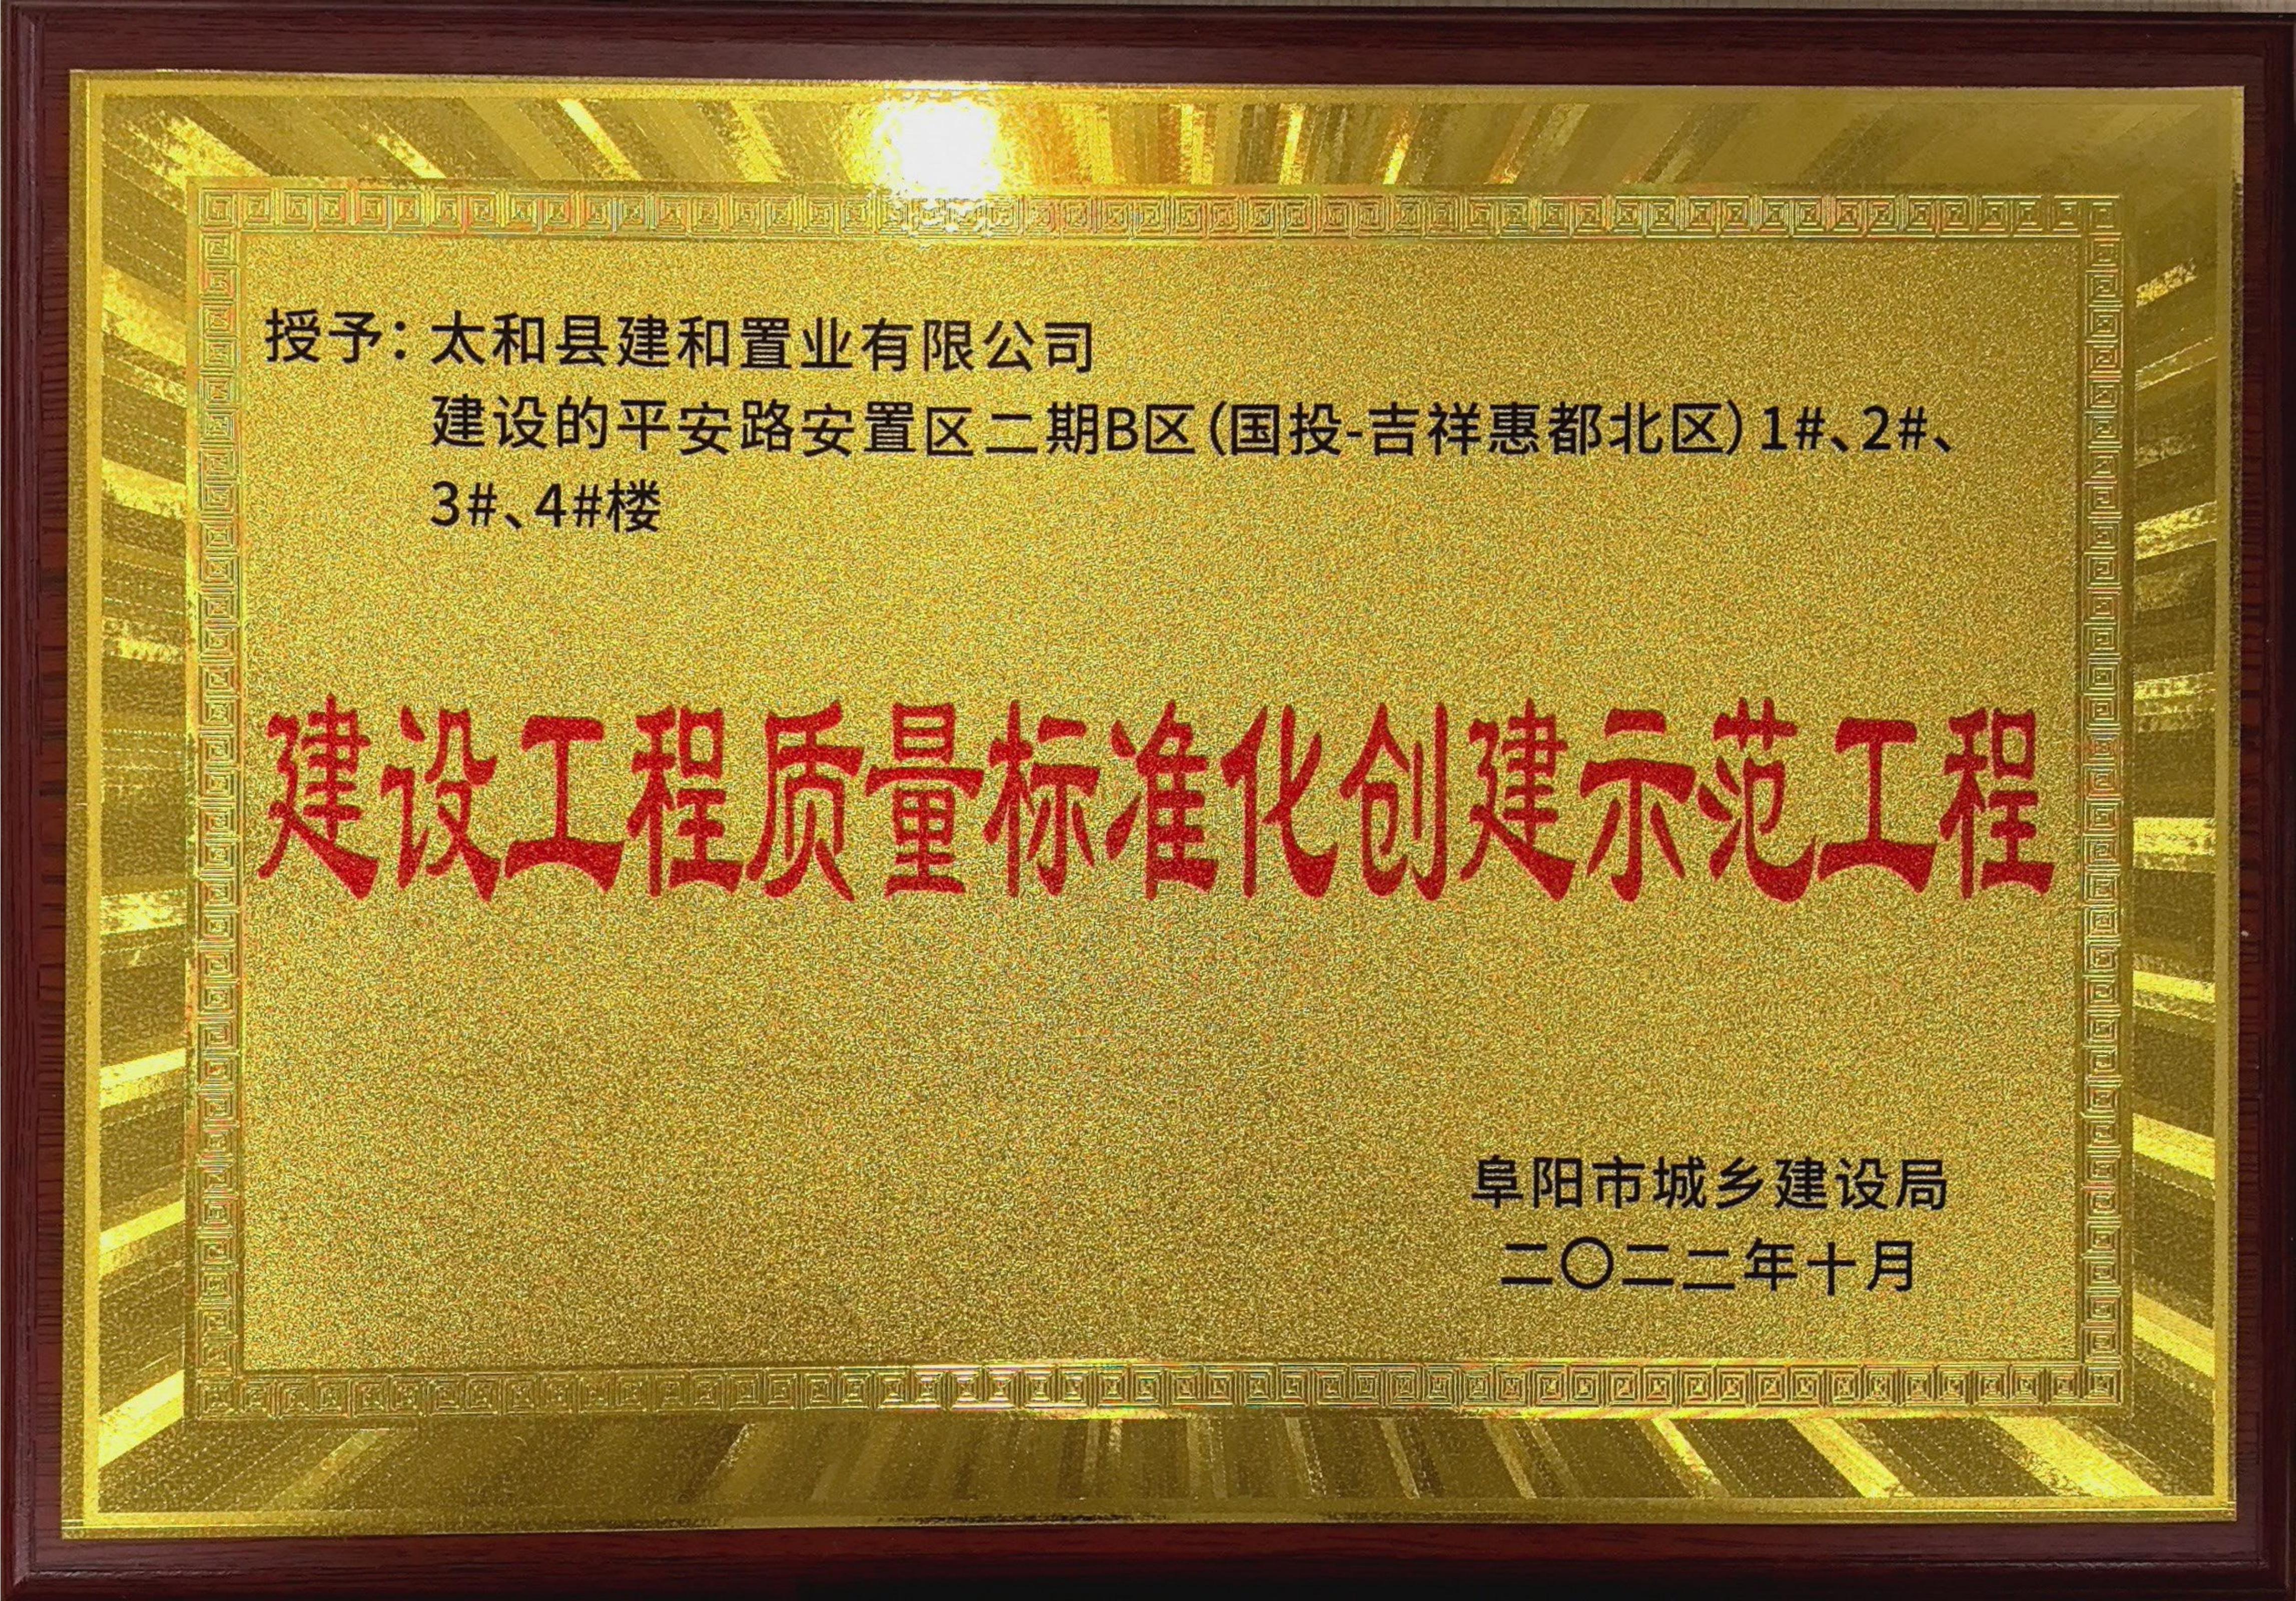 授予：太和县建和置业有限公司
建设的平安路安置区二期B区（国投-吉祥惠都北区）1#、2#、
3#、4#楼
建设工程质量标准化创建示范工程
阜阳市城乡建设局
二〇二二年十月